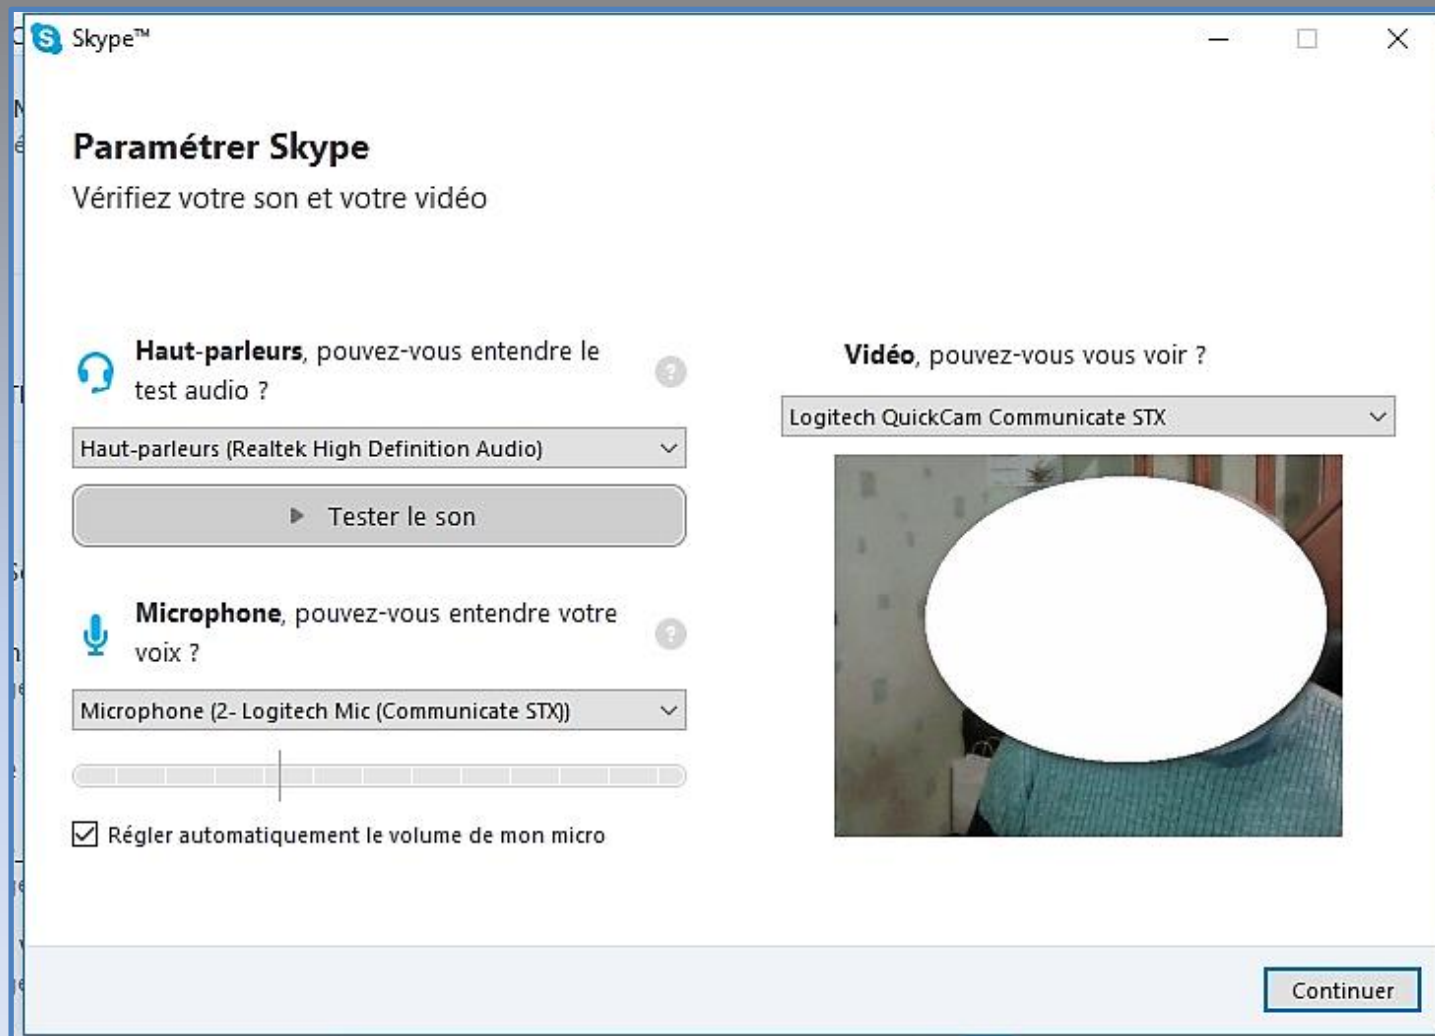 Skype™
Paramétrer Skype
Vérifiez votre son et votre vidéo
Haut-parleurs, pouvez-vous entendre le
test audio ?
?
Haut-parleurs (Realtek High Definition Audio)
Tester le son
Microphone, pouvez-vous entendre votre
voix ?
?
Microphone (2- Logitech Mic (Communicate STX))
Régler automatiquement le volume de mon micro
Vidéo, pouvez-vous vous voir ?
Logitech QuickCam Communicate STX
Continuer